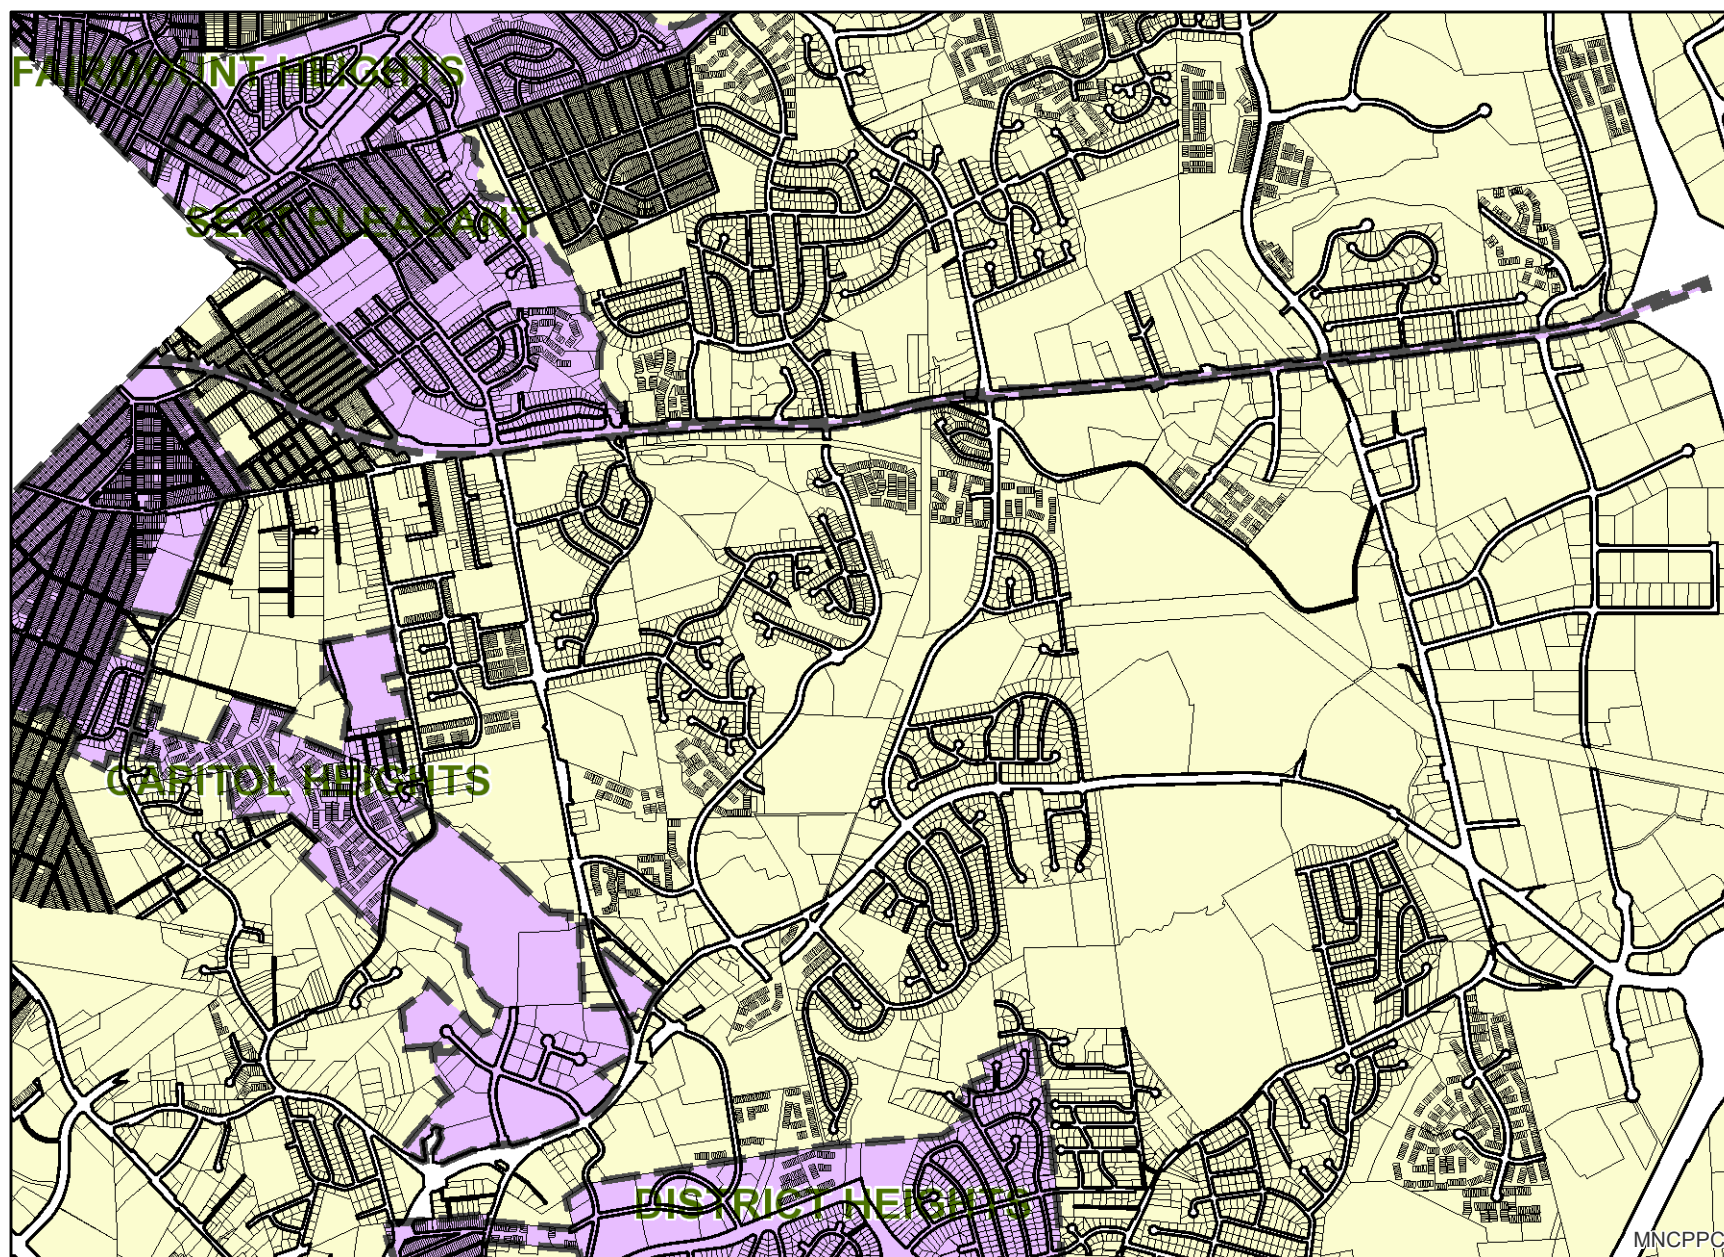 FAIRMOUNT HEIGHTS
SEAT PLEASANT
CAPITOL HEIGHTS
DISTRICT HEIGHTS
MNCPPC